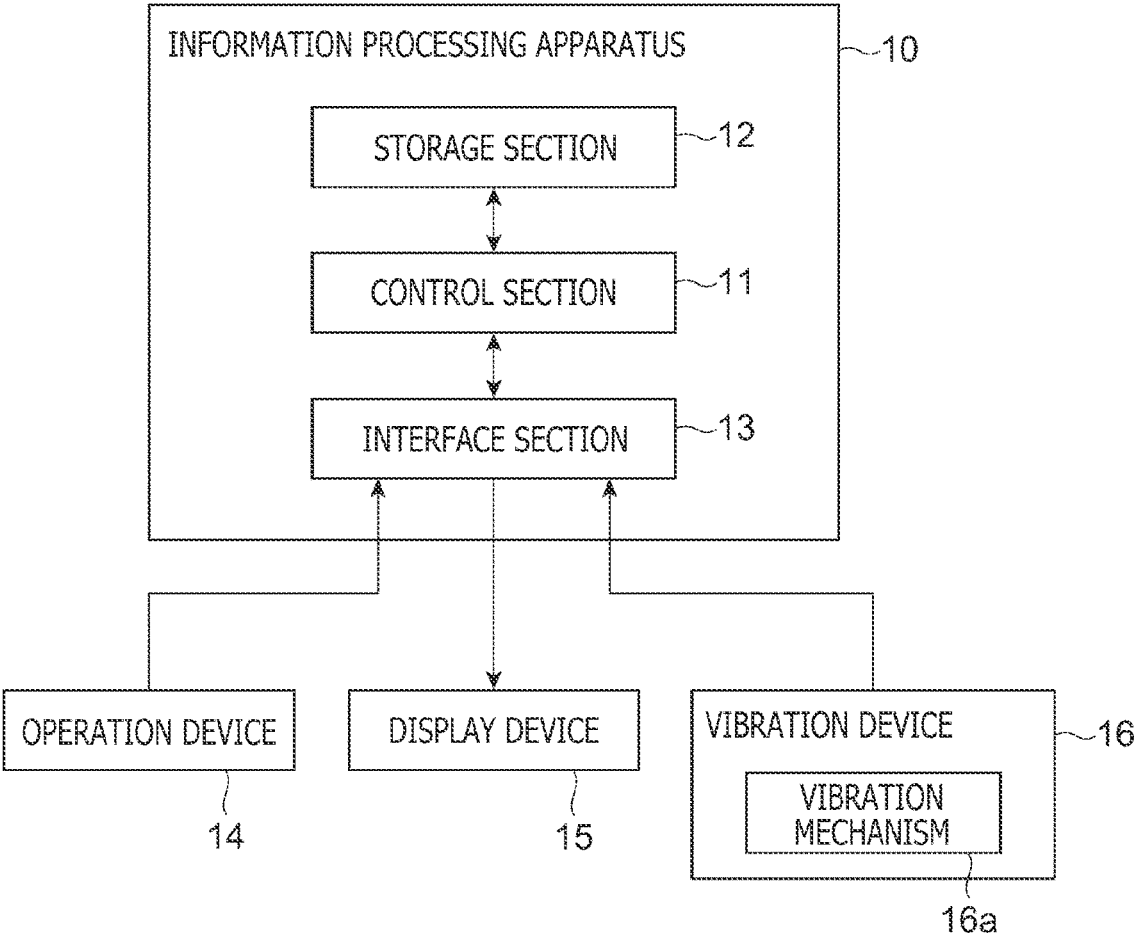 INFORMATION PROCESSING APPARATUS
10
STORAGE SECTION
12
CONTROL SECTION
11
INTERFACE SECTION
13
OPERATION DEVICE
14
DISPLAY DEVICE
15
VIBRATION DEVICE
16
VIBRATION
MECHANISM
16a